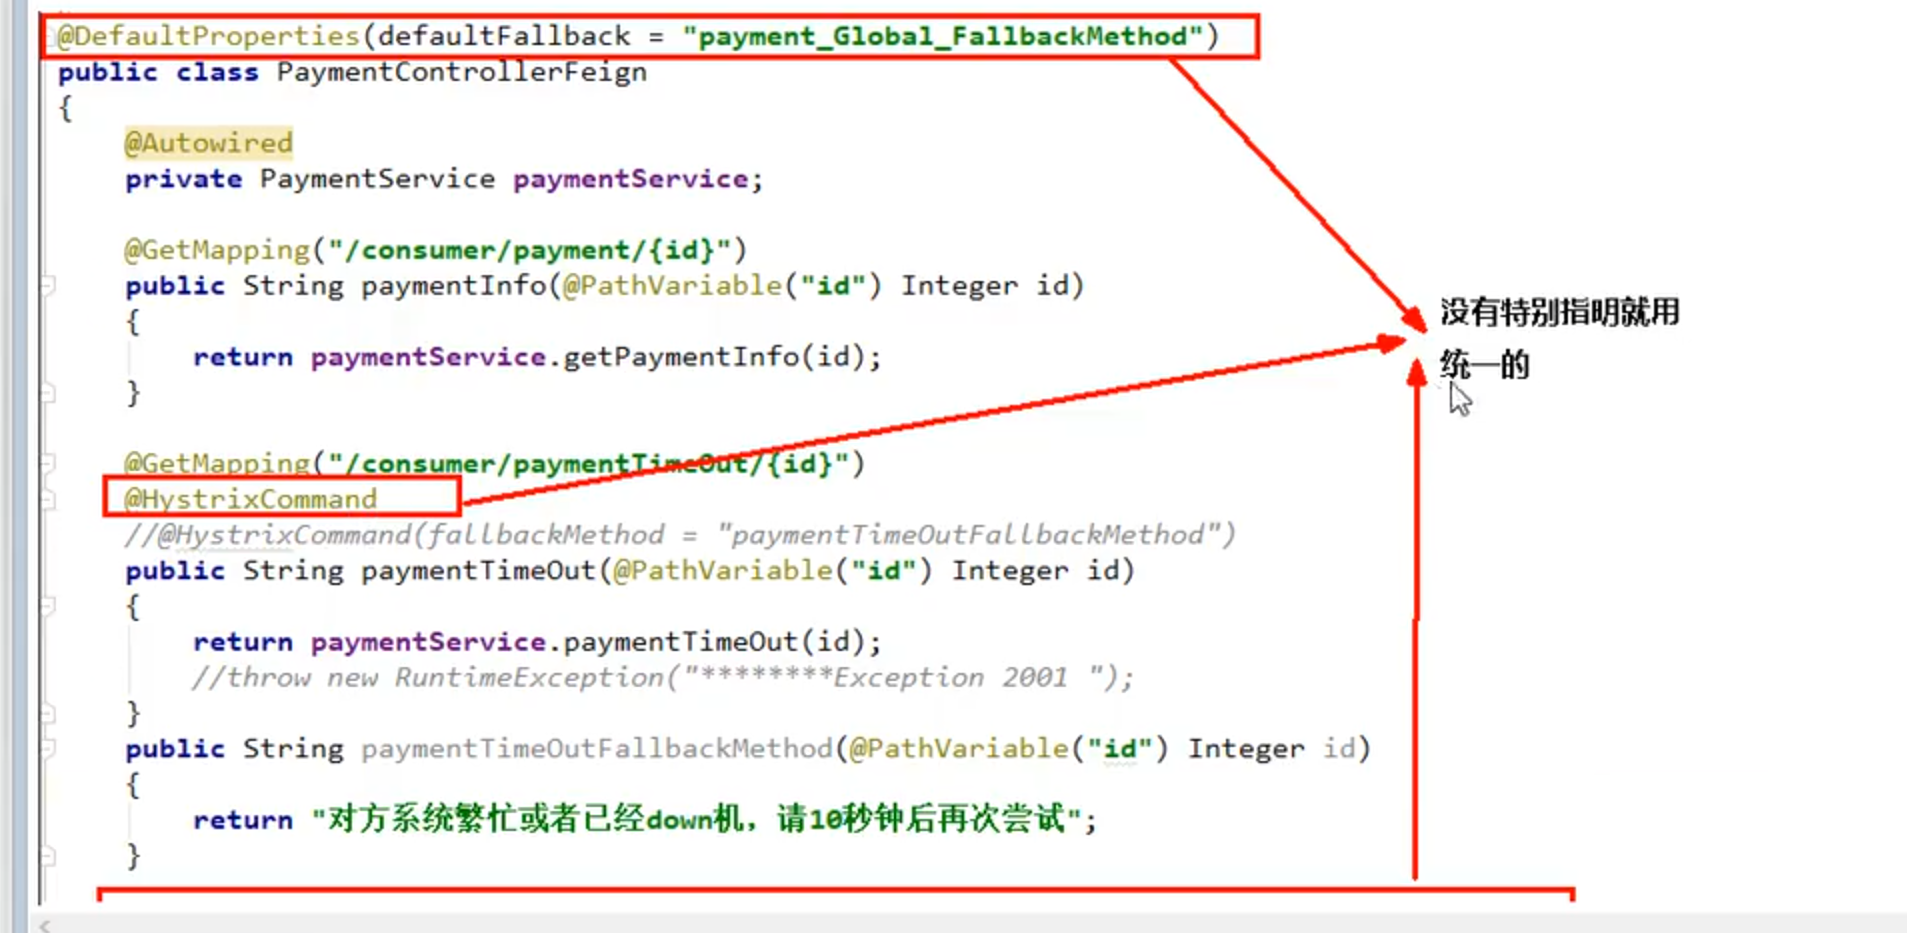 @DefaultProperties(defaultFallback = "payment_Global_FallbackMethod")
public class PaymentControllerFeign
{
@Autowired
private PaymentService paymentService;
@GetMapping("/consumer/payment/{id}")
public String paymentInfo(@PathVariable("id") Integer id)
{
return paymentService.getPaymentInfo(id);
}
没有特别指明就用
统一的
@GetMapping("/consumer/paymentTimeOut/{id}")
@HystrixCommand
//@HystrixCommand(fallbackMethod = "paymentTimeOutFallbackMethod")
public String paymentTimeOut(@PathVariable("id") Integer id)
{
return paymentService.paymentTimeOut(id);
//throw new RuntimeException("********Exception 2001 ");
}
public String paymentTimeOutFallbackMethod(@PathVariable("id") Integer id)
{
return "对方系统繁忙或者已经down机，请10秒钟后再次尝试";
}